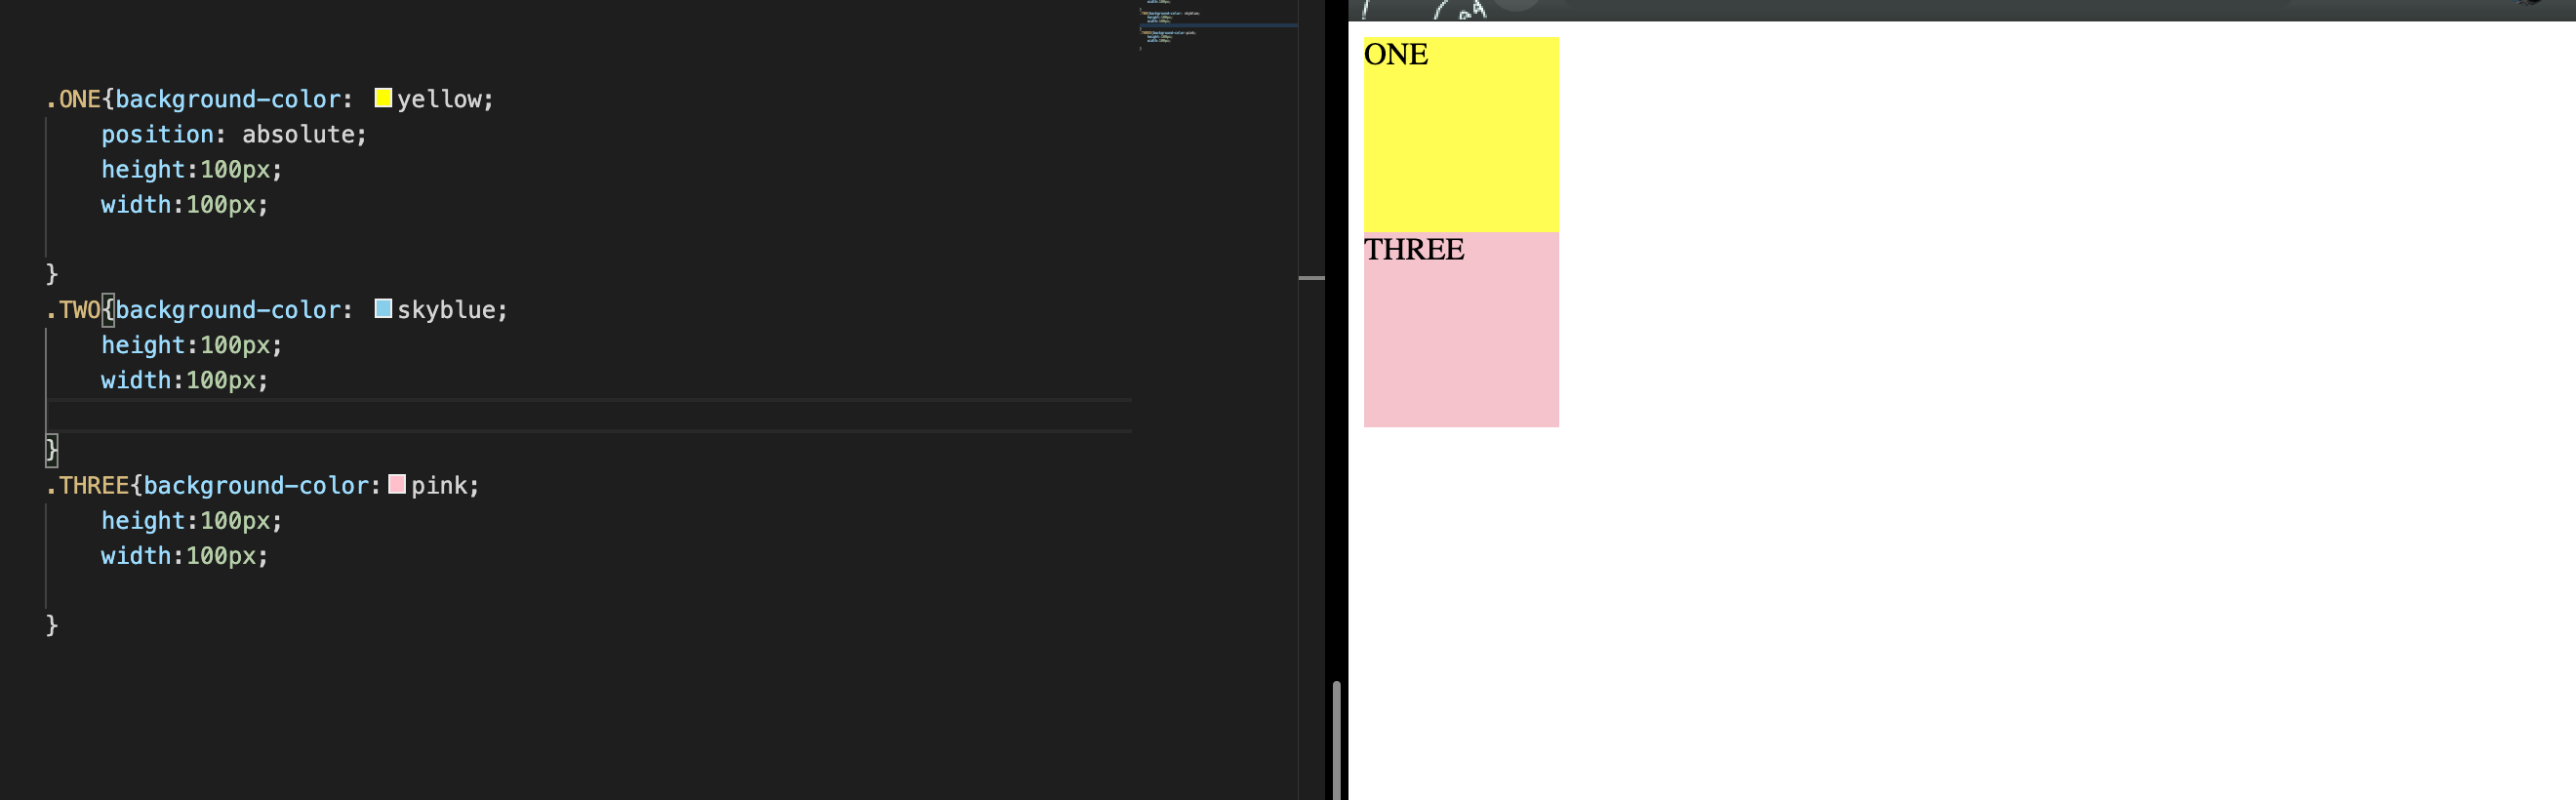 .ONE{background-color: yellow;
position: absolute;
height:100px;
width:100px;
}
.TWO{background-color: skyblue;
height:100px;
width:100px;
}
.THREE{background-color:pink;
height:100px;
width:100px;
}
ONE
THREE